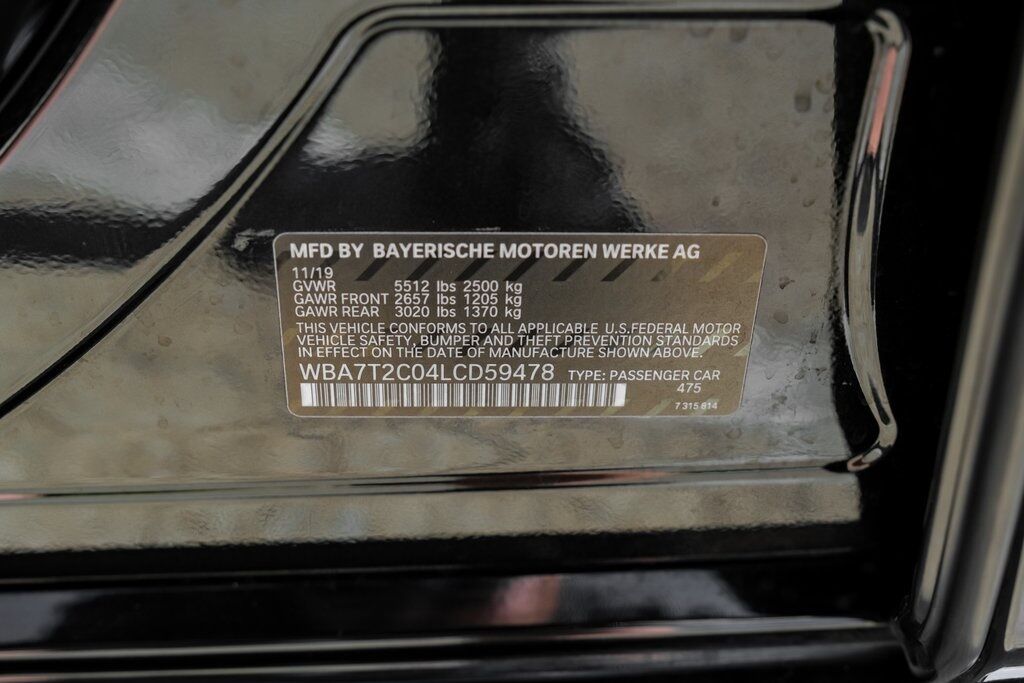 MFD BY BAYERISCHE MOTOREN WERKE AG
11/19
GVWR 5512 lbs 2500 kg
GAWR FRONT 2657 lbs 1205 kg
GAWR REAR 3020 lbs 1370 kg
THIS VEHICLE CONFORMS TO ALL APPLICABLE U.S.FEDERAL MOTOR
VEHICLE SAFETY, BUMPER AND THEFT PREVENTION STANDARDS
IN EFFECT ON THE DATE OF MANUFACTURE SHOWN ABOVE.
WBA7T2C04LCD59478 TYPE: PASSENGER CAR
475
7 315 814